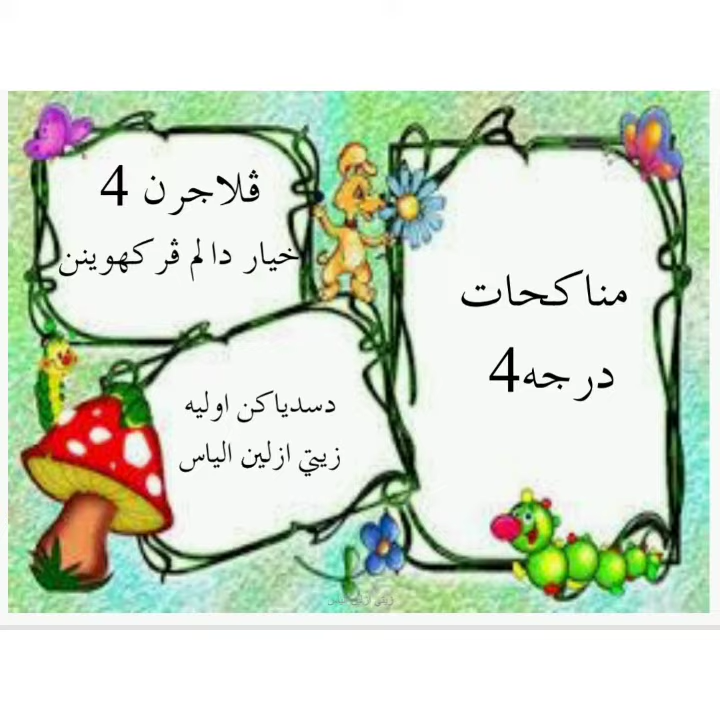 مناكحات
درجه4
ڤلاجرن 4
خيار دالم ڤركهوينن
دسدياكن اوليه
زيتي ازلين الياس